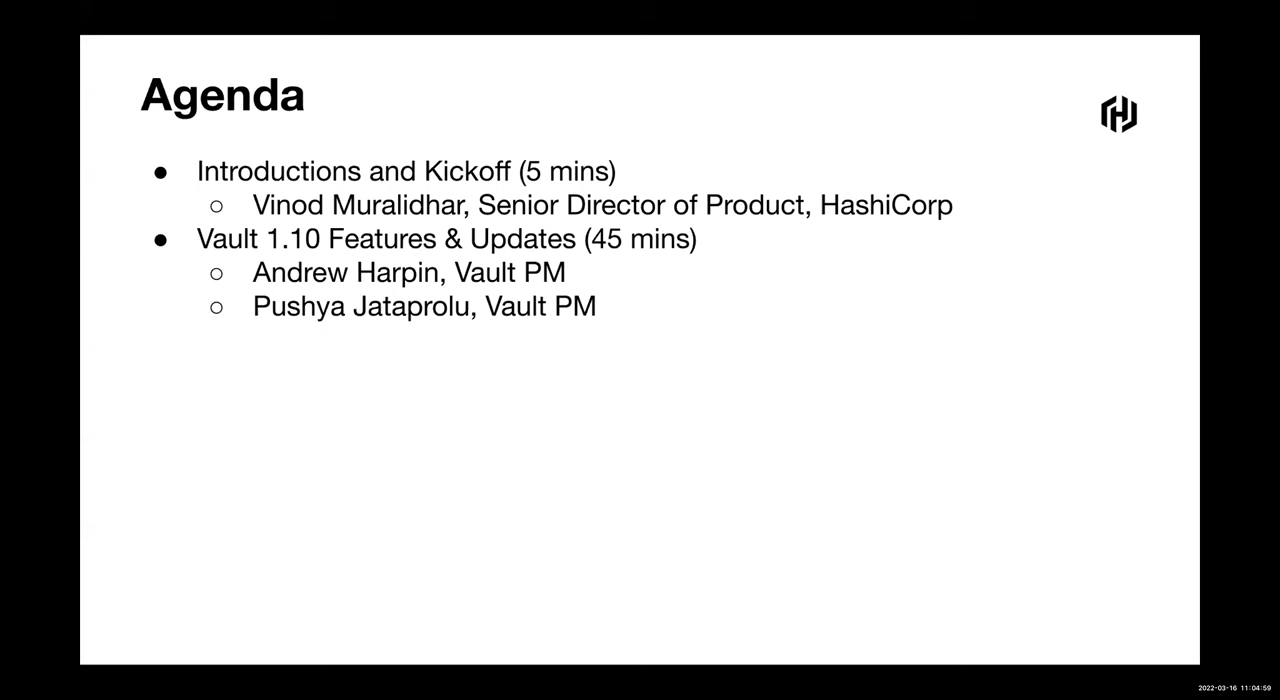 Agenda
● Introductions and Kickoff (5 mins)
○ Vinod Muralidhar, Senior Director of Product, HashiCorp
● Vault 1.10 Features & Updates (45 mins)
○ Andrew Harpin, Vault PM
○ Pushya Jataprolu, Vault PM
2022-03-16 11:04:59